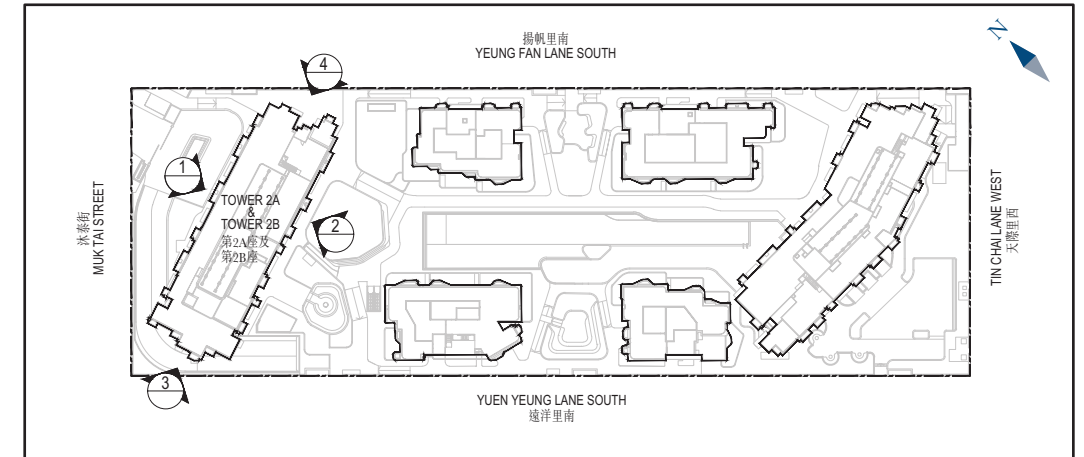 揚帆里南
YEUNG FAN LANE SOUTH
N
4
1
TOWER 2A
&
TOWER 2B
第2A座及
第2B座
2
沐泰街
MUK TAI STREET
TIN CHAI LANE WEST
天際里西
3
YUEN YEUNG LANE SOUTH
遠洋里南